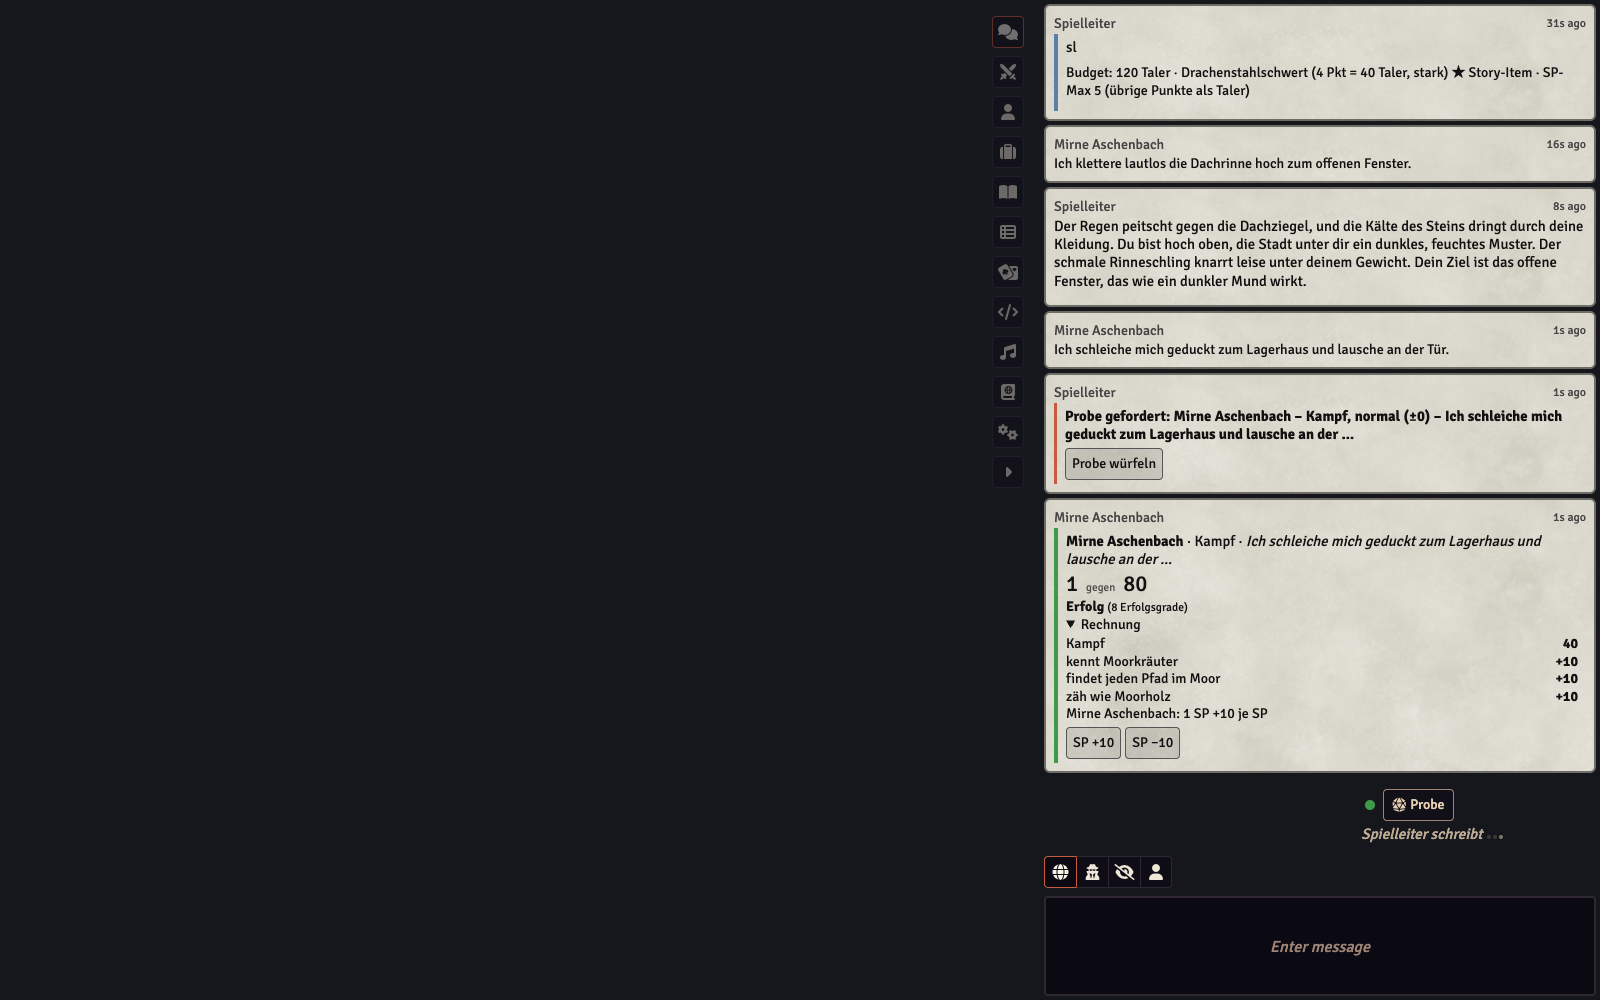 Spielleiter 31s ago
sl
Budget: 120 Taler · Drachenstahlschwert (4 Pkt = 40 Taler, stark) ★ Story-Item · SP-
Max 5 (übrige Punkte als Taler)
Mirne Aschenbach 16s ago
Ich klettere lautlos die Dachrinne hoch zum offenen Fenster.
Spielleiter 8s ago
Der Regen peitscht gegen die Dachziegel, und die Kälte des Steins dringt durch deine
Kleidung. Du bist hoch oben, die Stadt unter dir ein dunkles, feuchtes Muster. Der
schmale Rinneschling knarrt leise unter deinem Gewicht. Dein Ziel ist das offene
Fenster, das wie ein dunkler Mund wirkt.
Mirne Aschenbach 1s ago
Ich schleiche mich geduckt zum Lagerhaus und lausche an der Tür.
Spielleiter 1s ago
Probe gefordert: Mirne Aschenbach – Kampf, normal (±0) – Ich schleiche mich
geduckt zum Lagerhaus und lausche an der …
Probe würfeln
Mirne Aschenbach 1s ago
Mirne Aschenbach · Kampf · Ich schleiche mich geduckt zum Lagerhaus und
lausche an der …
1 gegen 80
Erfolg (8 Erfolgsgrade)
▼ Rechnung
Kampf 40
kennt Moorkräuter +10
findet jeden Pfad im Moor +10
zäh wie Moorholz +10
Mirne Aschenbach: 1 SP +10 je SP
SP +10 SP −10
Probe
Spielleiter schreibt
Enter message